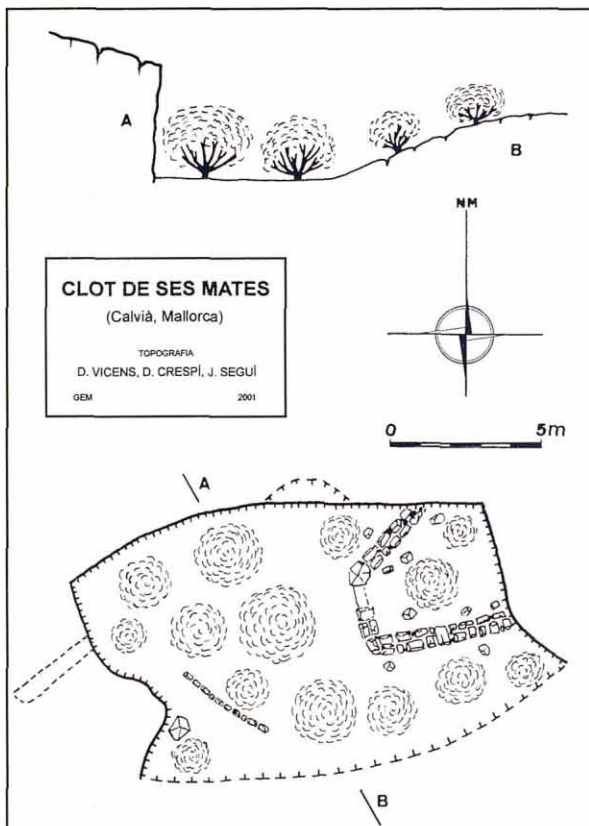 A
B
NM
CLOT DE SES MATES
(Calvià, Mallorca)
TOPOGRAFIA
D. VICENS, D. CRESPÍ, J. SEGUÍ
GEM 2001
0 5m
A
B